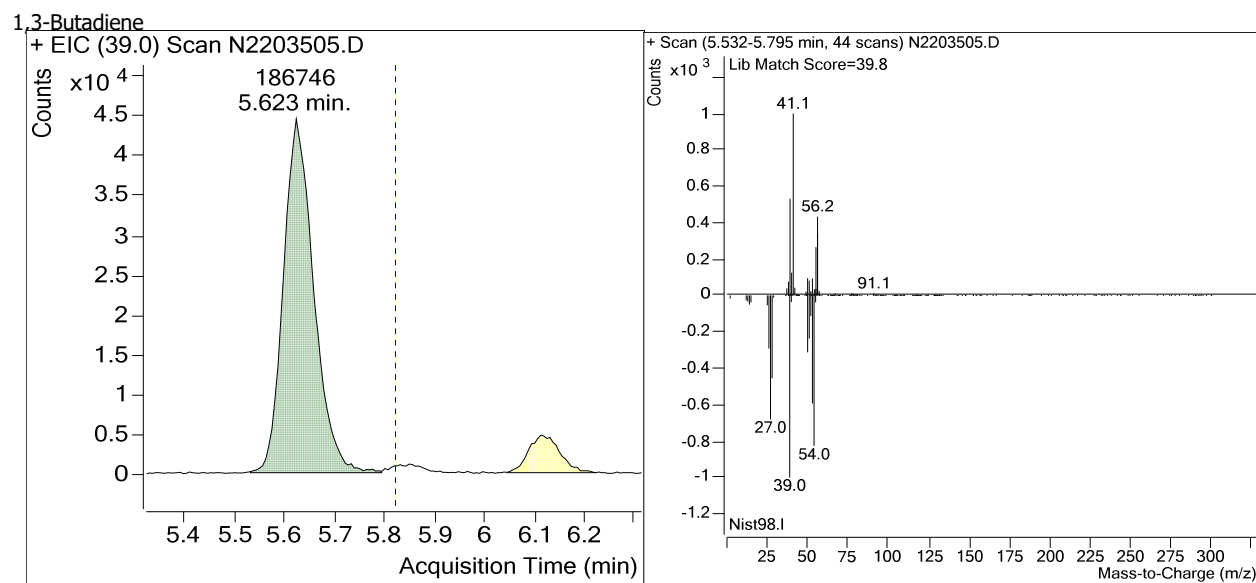 1,3-Butadiene
+ EIC (39.0) Scan N2203505.D
x10 4
Counts
186746
5.623 min.
4.5
4
3.5
3
2.5
2
1.5
1
0.5
0
5.4 5.5 5.6 5.7 5.8 5.9 6 6.1 6.2
Acquisition Time (min)
+ Scan (5.532-5.795 min, 44 scans) N2203505.D
x10 3
Counts
Lib Match Score=39.8
1
0.8
0.6
0.4
0.2
0
-0.2
-0.4
-0.6
-0.8
-1
-1.2
41.1
56.2
91.1
27.0
54.0
39.0
Nist98.l
25 50 75 100 125 150 175 200 225 250 275 300
Mass-to-Charge (m/z)